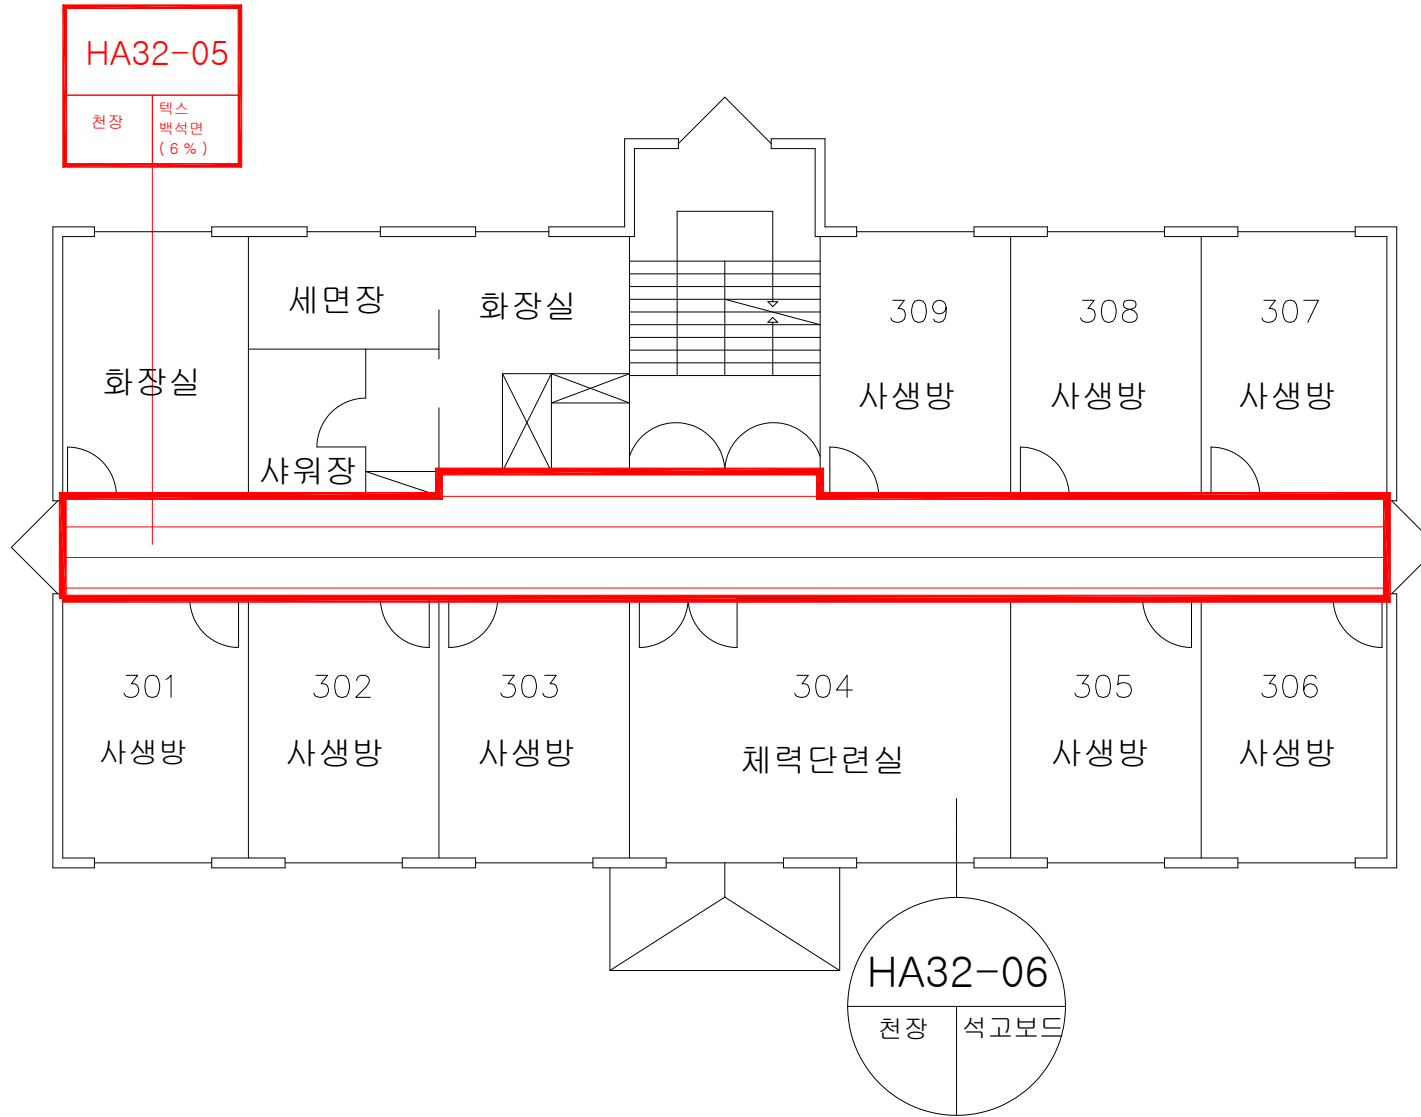 HA32-05
천장
텍스
백석면
(6%)
세면장
화장실
309
308
307
화장실
사생방
사생방
사생방
샤워장
301
302
303
304
305
306
사생방
사생방
사생방
체력단련실
사생방
사생방
HA32-06
천장
석고보드